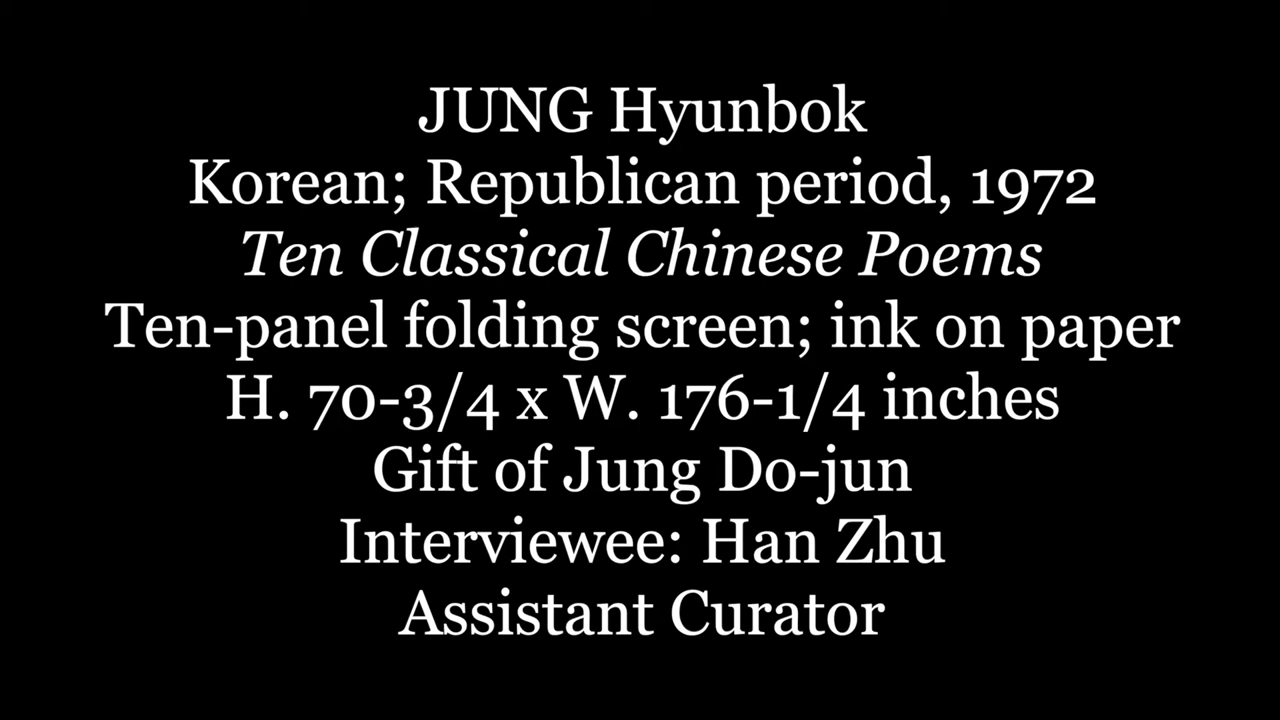 JUNG Hyunbok
Korean; Republican period, 1972
Ten Classical Chinese Poems
Ten-panel folding screen; ink on paper
H. 70-3/4 x W. 176-1/4 inches
Gift of Jung Do-jun
Interviewee: Han Zhu
Assistant Curator